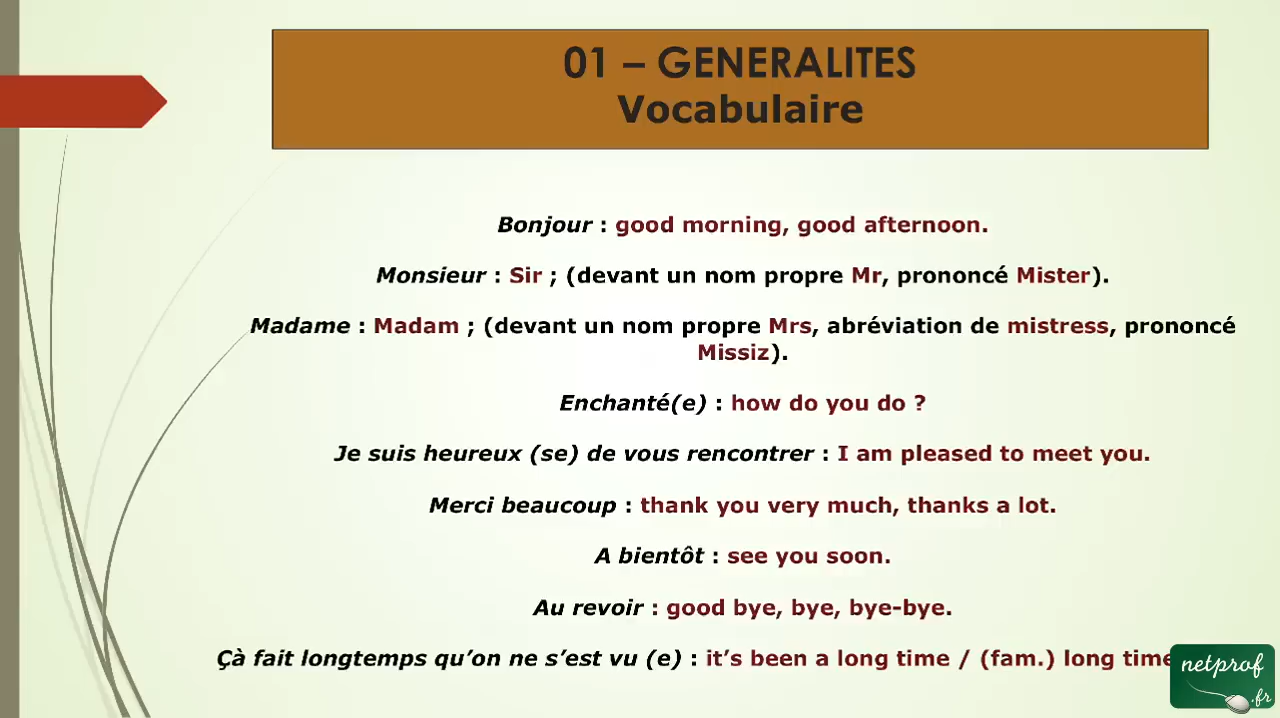 01 – GENERALITES
Vocabulaire
Bonjour : good morning, good afternoon.
Monsieur : Sir ; (devant un nom propre Mr, prononcé Mister).
Madame : Madam ; (devant un nom propre Mrs, abréviation de mistress, prononcé
Missiz).
Enchanté(e) : how do you do ?
Je suis heureux (se) de vous rencontrer : I am pleased to meet you.
Merci beaucoup : thank you very much, thanks a lot.
A bientôt : see you soon.
Au revoir : good bye, bye, bye-bye.
Çà fait longtemps qu’on ne s’est vu (e) : it’s been a long time / (fam.) long time
netprof
.fr